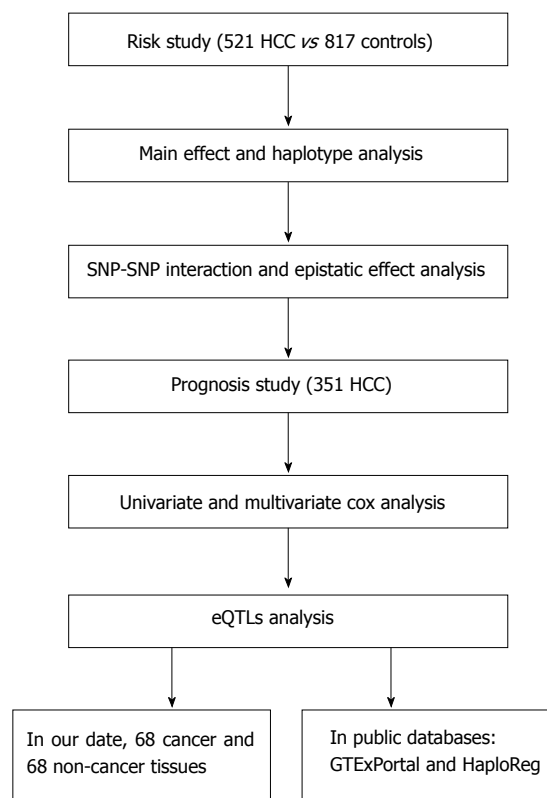 Risk study (521 HCC vs 817 controls)
Main effect and haplotype analysis
SNP-SNP interaction and epistatic effect analysis
Prognosis study (351 HCC)
Univariate and multivariate cox analysis
eQTLs analysis
In our date, 68 cancer and
68 non-cancer tissues
In public databases:
GTExPortal and HaploReg